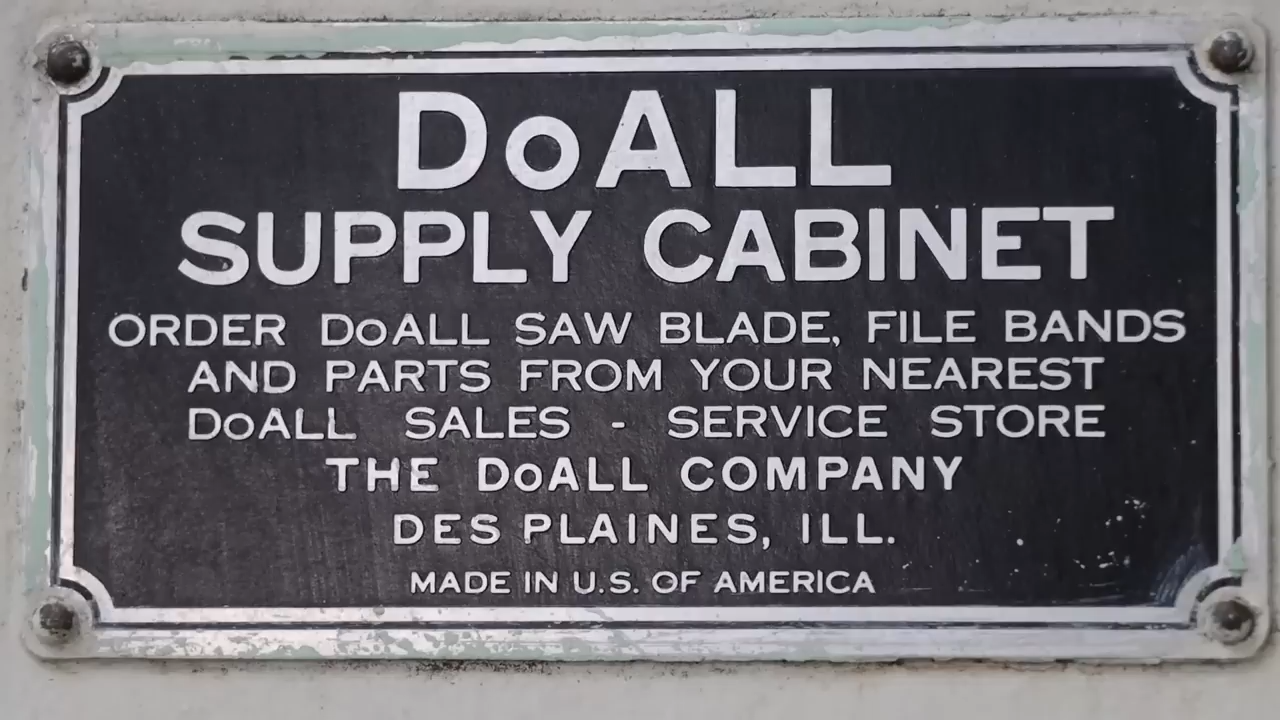 DoALL
SUPPLY CABINET
ORDER DoALL SAW BLADE, FILE BANDS
AND PARTS FROM YOUR NEAREST
DoALL SALES - SERVICE STORE
THE DoALL COMPANY
DES PLAINES, ILL.
MADE IN U.S. OF AMERICA